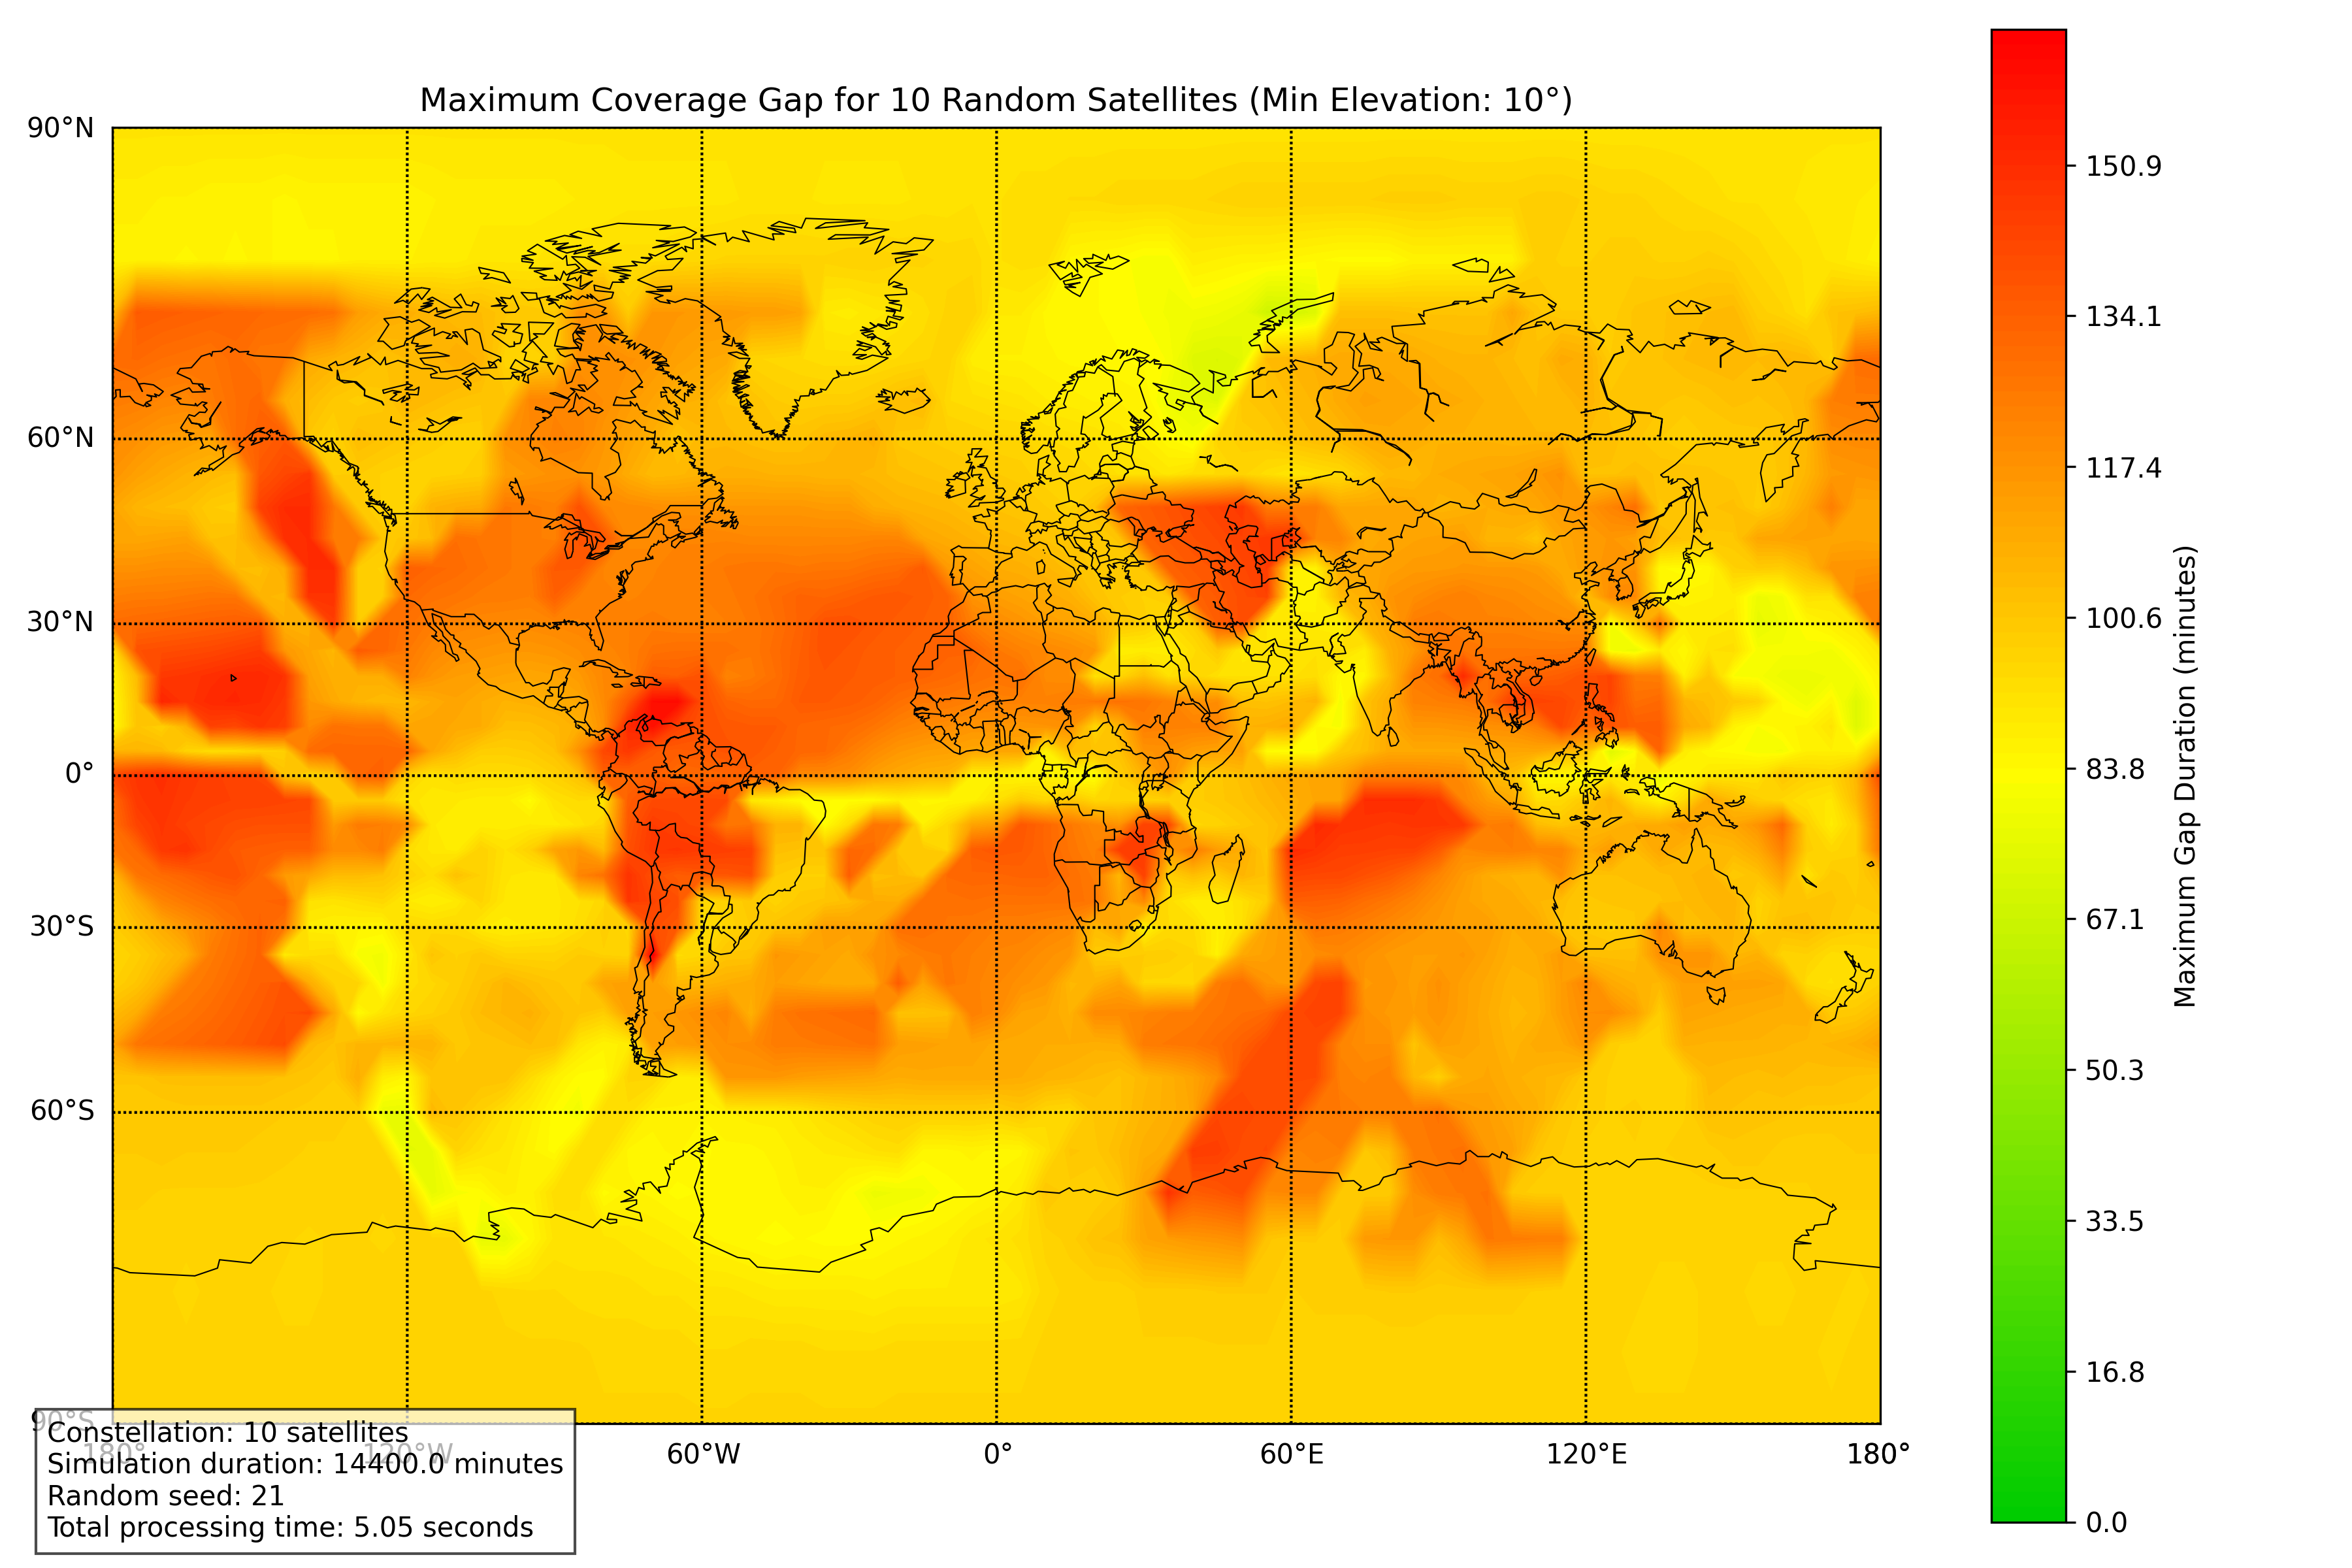 Maximum Coverage Gap for 10 Random Satellites (Min Elevation: 10°)
90°N
60°N
30°N
0°
30°S
60°S
90°S
180°
120°W
60°W
0°
60°E
120°E
180°
150.9
134.1
117.4
100.6
83.8
67.1
50.3
33.5
16.8
0.0
Maximum Gap Duration (minutes)
Constellation: 10 satellites
Simulation duration: 14400.0 minutes
Random seed: 21
Total processing time: 5.05 seconds